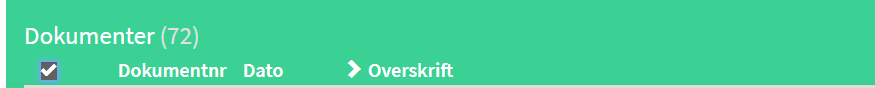 Dokumenter (72)
Dokumentnr Dato Overskrift